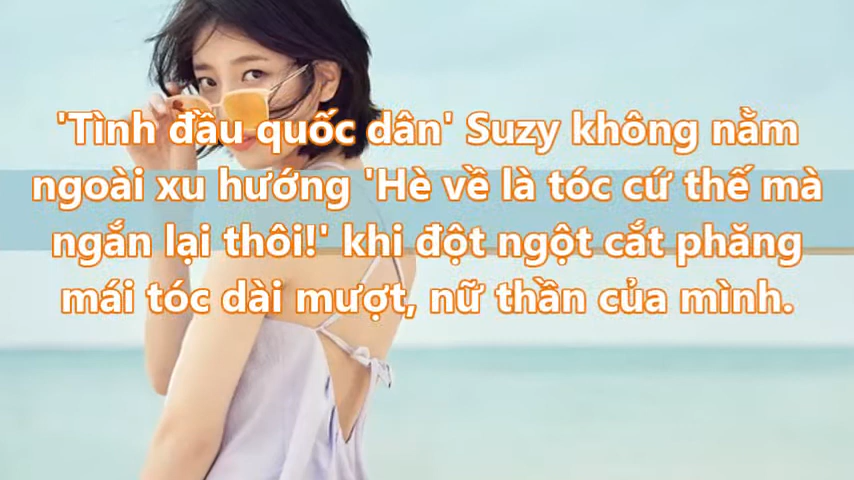 'Tình đầu quốc dân' Suzy không nằm
ngoài xu hướng 'Hè về là tóc cứ thế mà
ngắn lại thôi!' khi đột ngột cắt phăng
mái tóc dài mượt, nữ thần của mình.